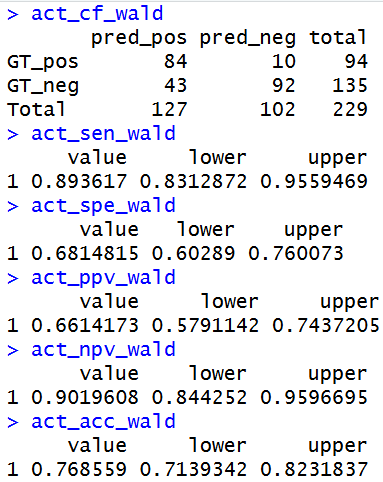 > act_cf_wald
pred_pos pred_neg total
GT_pos 84 10 94
GT_neg 43 92 135
Total 127 102 229
> act_sen_wald
value lower upper
1 0.893617 0.8312872 0.9559469
> act_spe_wald
value lower upper
1 0.6814815 0.60289 0.760073
> act_ppv_wald
value lower upper
1 0.6614173 0.5791142 0.7437205
> act_npv_wald
value lower upper
1 0.9019608 0.844252 0.9596695
> act_acc_wald
value lower upper
1 0.768559 0.7139342 0.8231837